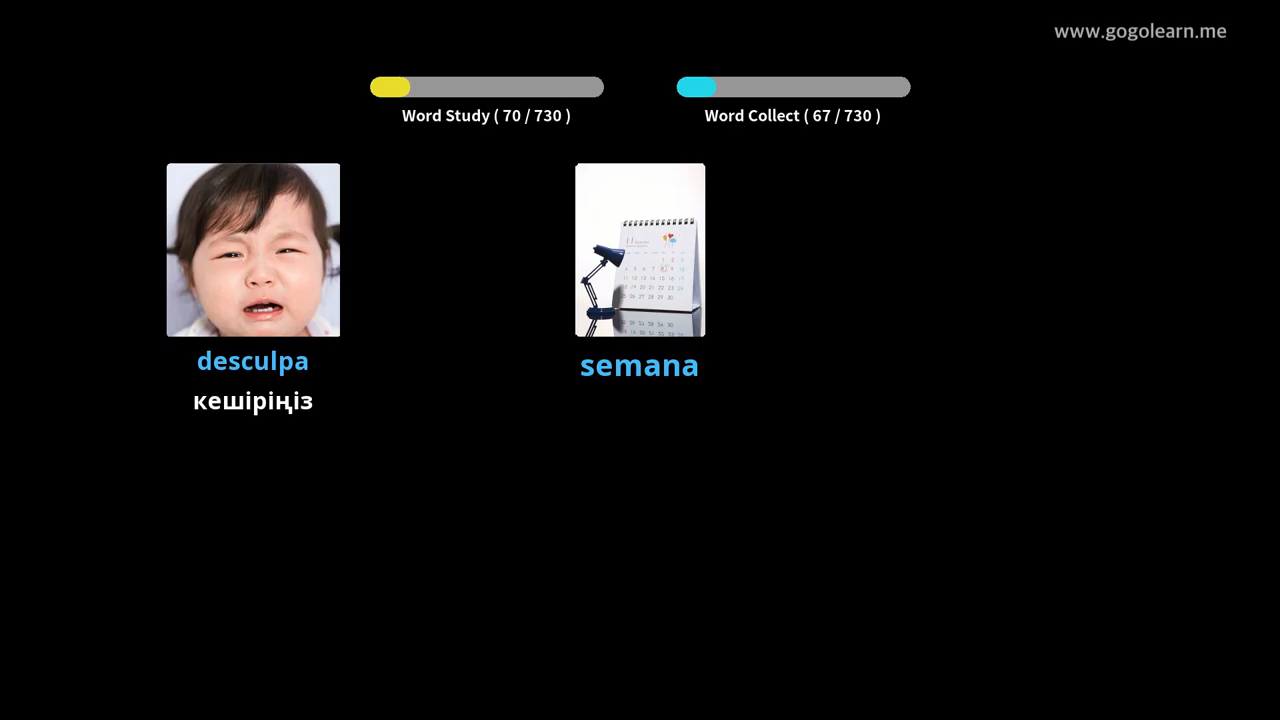 www.gogolearn.me
Word Study ( 70 / 730 )
Word Collect ( 67 / 730 )
desculpa
кешіріңіз
semana